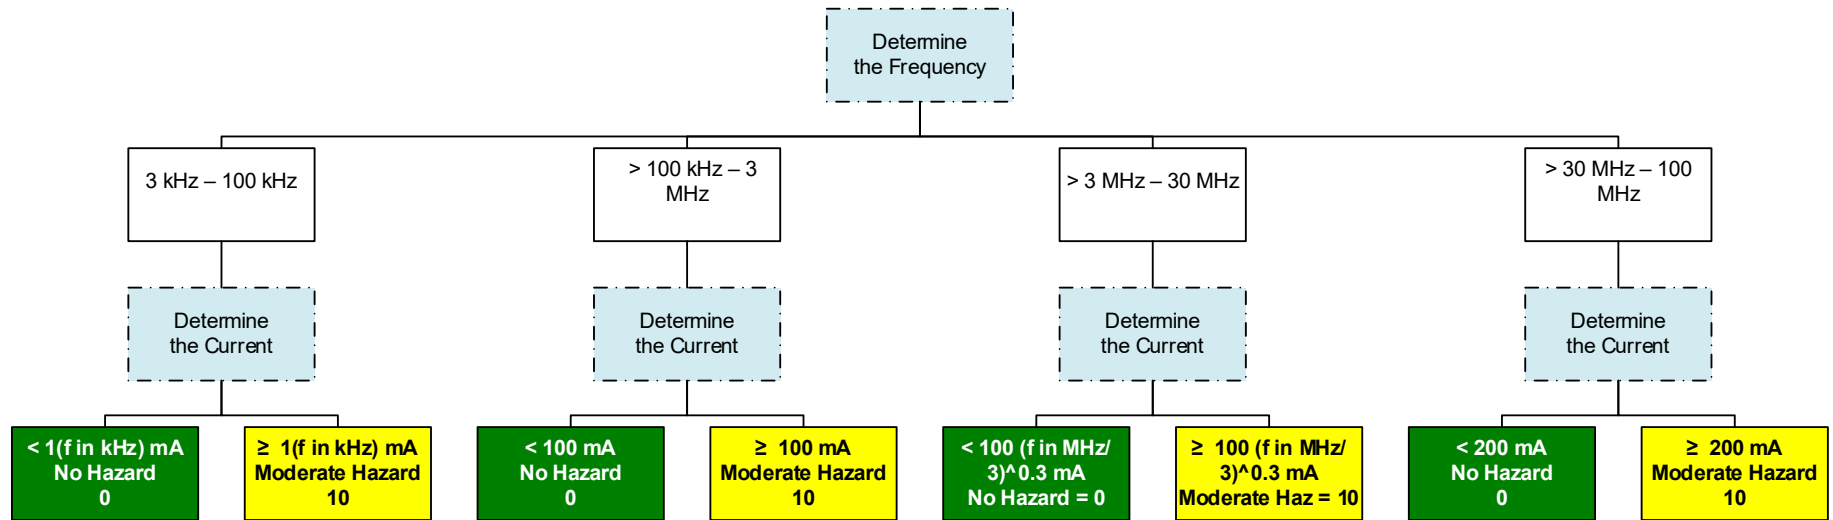 Determine
the Frequency
3 kHz – 100 kHz
> 100 kHz – 3
MHz
> 3 MHz – 30 MHz
> 30 MHz – 100
MHz
Determine
the Current
Determine
the Current
Determine
the Current
Determine
the Current
< 1(f in kHz) mA
No Hazard
0
≥ 1(f in kHz) mA
Moderate Hazard
10
< 100 mA
No Hazard
0
≥ 100 mA
Moderate Hazard
10
< 100 (f in MHz/
3)^0.3 mA
No Hazard = 0
≥ 100 (f in MHz/
3)^0.3 mA
Moderate Haz = 10
< 200 mA
No Hazard
0
≥ 200 mA
Moderate Hazard
10